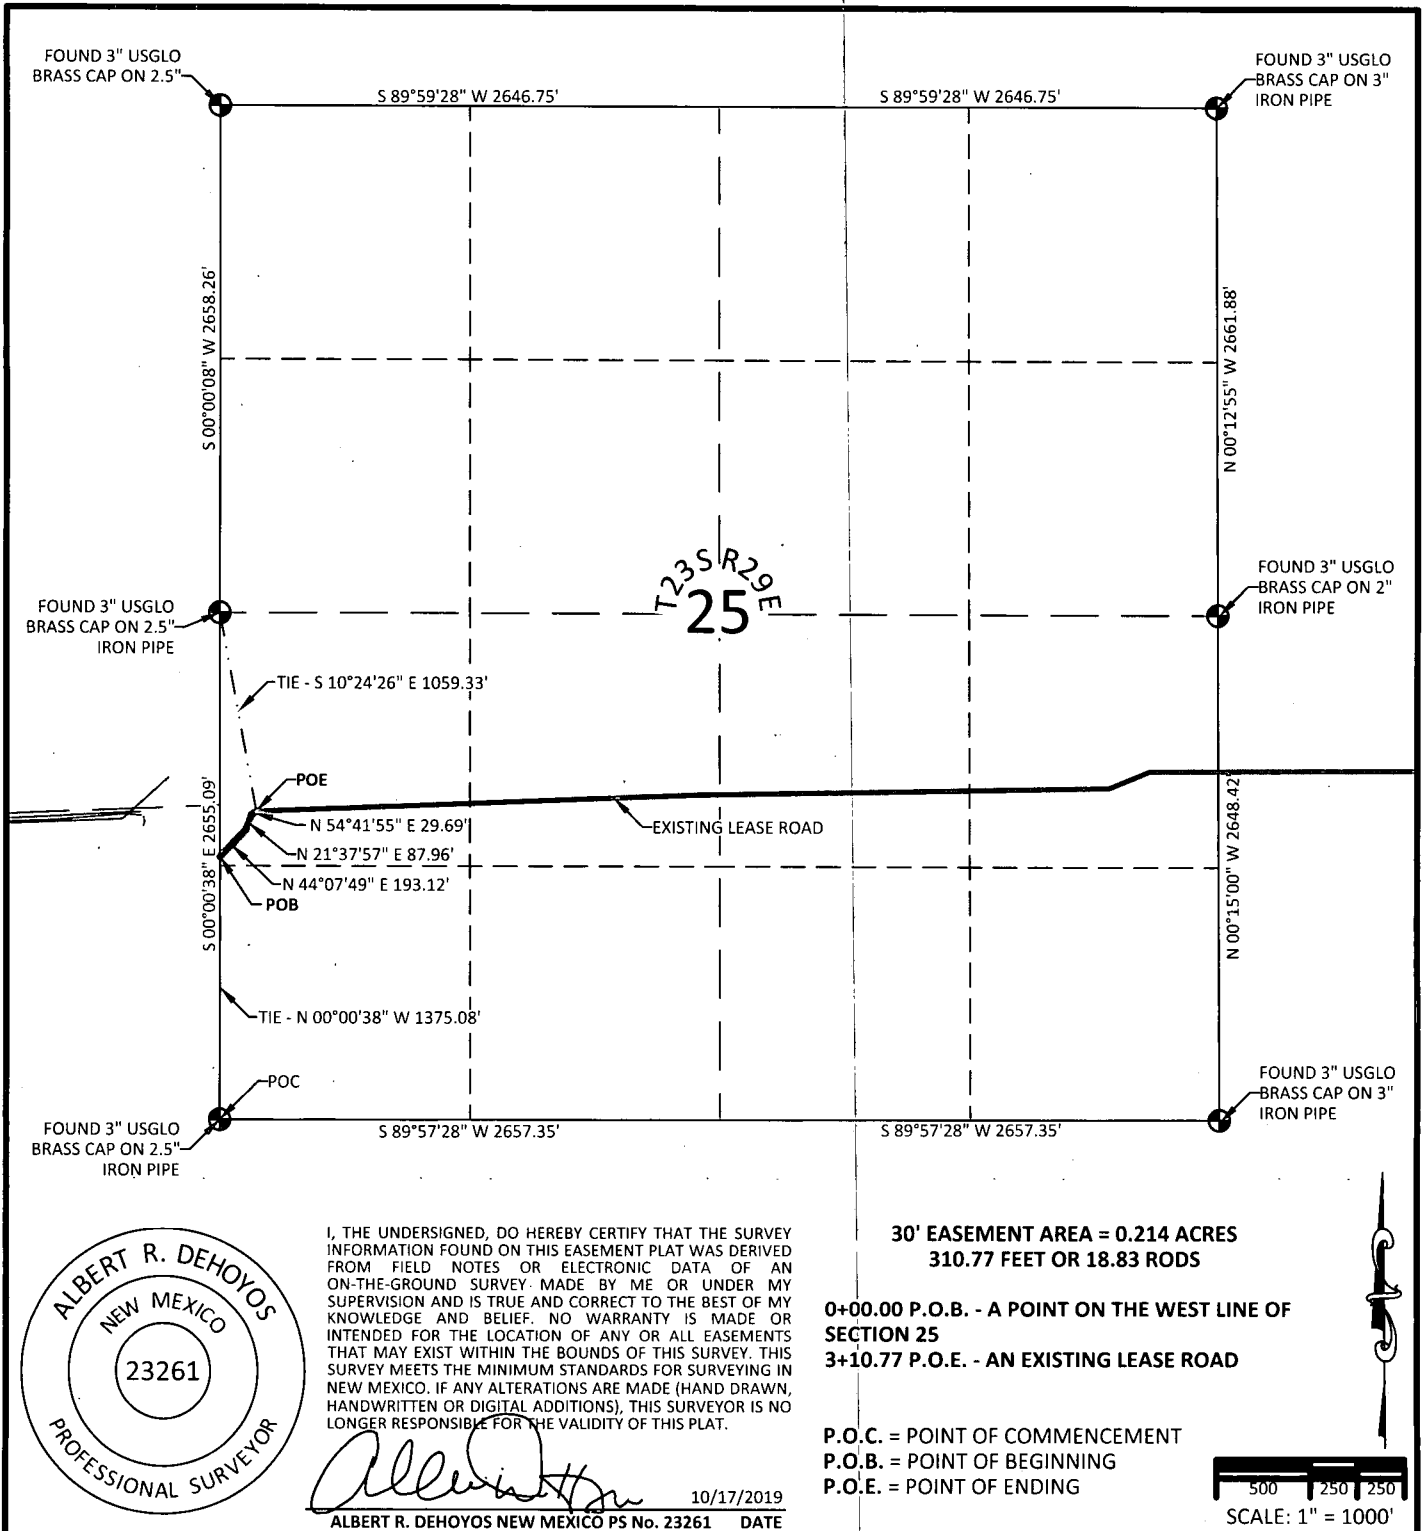 FOUND 3" USGLO
BRASS CAP ON 2.5"
FOUND 3" USGLO
BRASS CAP ON 3"
IRON PIPE
S 89°59'28" W 2646.75'
S 89°59'28" W 2646.75'
S 00°00'08" W 2658.26'
N 00°12'55" W 2661.88'
T23S R29E
25
FOUND 3" USGLO
BRASS CAP ON 2.5"
IRON PIPE
FOUND 3" USGLO
BRASS CAP ON 2"
IRON PIPE
TIE - S 10°24'26" E 1059.33'
POE
N 54°41'55" E 29.69'
EXISTING LEASE ROAD
N 21°37'57" E 87.96'
N 44°07'49" E 193.12'
POB
S 00°00'38" E 2655.09'
N 00°15'00" W 2648.42'
TIE - N 00°00'38" W 1375.08'
POC
FOUND 3" USGLO
BRASS CAP ON 2.5"
IRON PIPE
FOUND 3" USGLO
BRASS CAP ON 3"
IRON PIPE
S 89°57'28" W 2657.35'
S 89°57'28" W 2657.35'
ALBERT R. DEHOYOS
NEW MEXICO
23261
PROFESSIONAL SURVEYOR
I, THE UNDERSIGNED, DO HEREBY CERTIFY THAT THE SURVEY
INFORMATION FOUND ON THIS EASEMENT PLAT WAS DERIVED
FROM FIELD NOTES OR ELECTRONIC DATA OF AN
ON-THE-GROUND SURVEY MADE BY ME OR UNDER MY
SUPERVISION AND IS TRUE AND CORRECT TO THE BEST OF MY
KNOWLEDGE AND BELIEF. NO WARRANTY IS MADE OR
INTENDED FOR THE LOCATION OF ANY OR ALL EASEMENTS
THAT MAY EXIST WITHIN THE BOUNDS OF THIS SURVEY. THIS
SURVEY MEETS THE MINIMUM STANDARDS FOR SURVEYING IN
NEW MEXICO. IF ANY ALTERATIONS ARE MADE (HAND DRAWN,
HANDWRITTEN OR DIGITAL ADDITIONS), THIS SURVEYOR IS NO
LONGER RESPONSIBLE FOR THE VALIDITY OF THIS PLAT.
10/17/2019
ALBERT R. DEHOYOS NEW MEXICO PS No. 23261 DATE
30' EASEMENT AREA = 0.214 ACRES
310.77 FEET OR 18.83 RODS
0+00.00 P.O.B. - A POINT ON THE WEST LINE OF
SECTION 25
3+10.77 P.O.E. - AN EXISTING LEASE ROAD
P.O.C. = POINT OF COMMENCEMENT
P.O.B. = POINT OF BEGINNING
P.O.E. = POINT OF ENDING
500 250 250
SCALE: 1" = 1000'